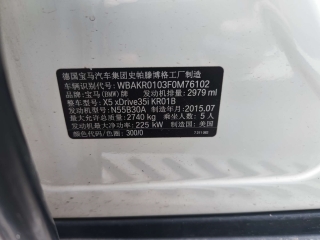 德国宝马汽车集团史帕滕博格工厂制造
车辆识别代号: WBAKR0103F0M76102
品牌: 宝马(BMW)牌 发动机排量: 2979 ml
整车型号: X5 xDrive35i KR01B
发动机型号: N55B30A 制造年月: 2015.07
最大允许总质量: 2740 kg 乘坐人数: 5 人
发动机最大净功率: 225 kW 制造国: 美国
颜色代码/色圈: 300/0